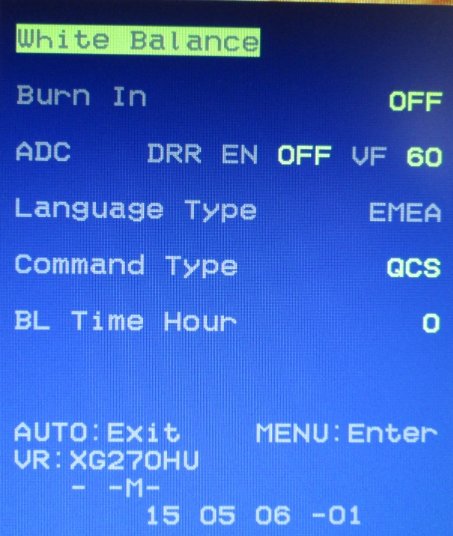 White Balance
Burn In OFF
ADC DRR EN OFF VF 60
Language Type EMEA
Command Type QCS
BL Time Hour 0
AUTO:Exit MENU:Enter
VR:XG270HU
- -M-
15 05 06 -01